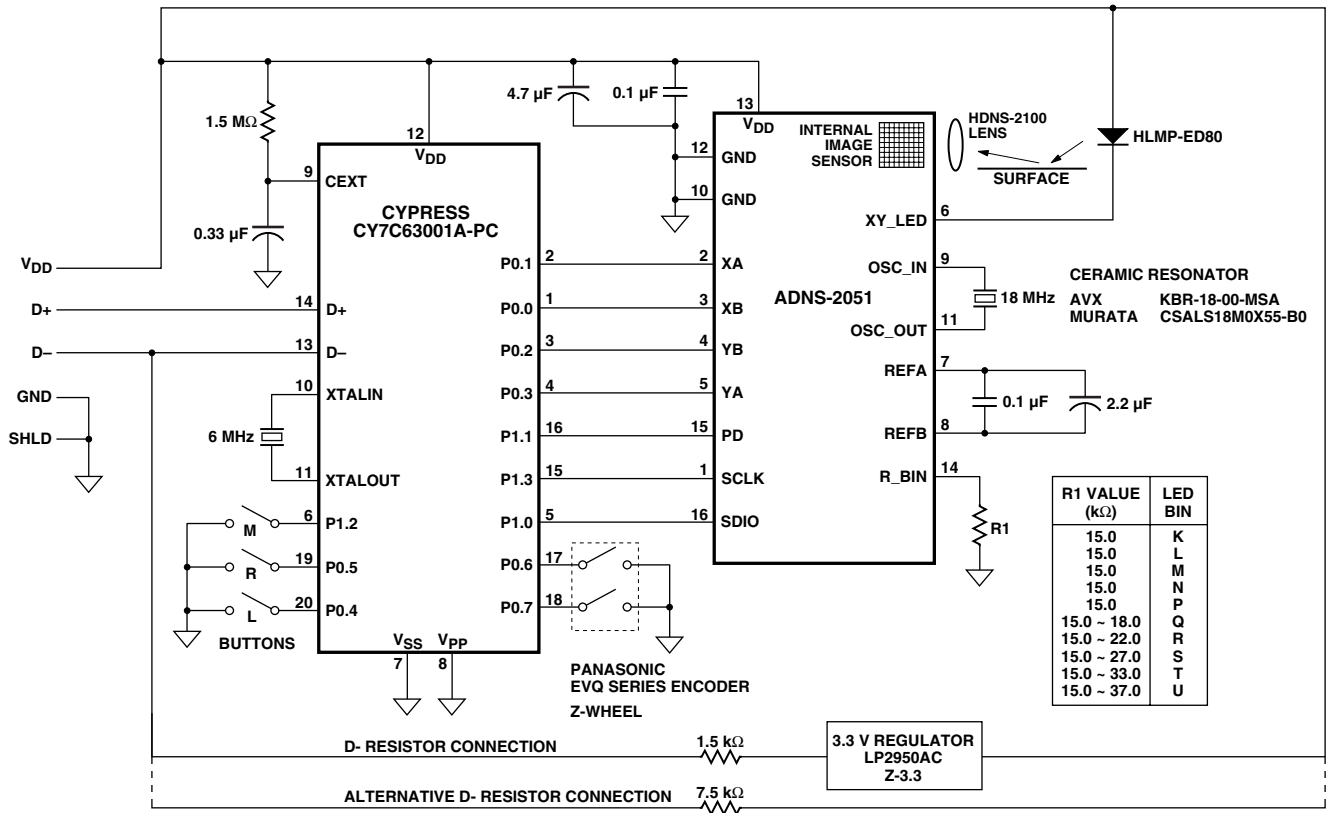 4.7 µF
0.1 µF
1.5 MΩ
13
VDD
INTERNAL
IMAGE
SENSOR
HDNS-2100
LENS
SURFACE
HLMP-ED80
12
VDD
9
CEXT
CYPRESS
CY7C63001A-PC
12
GND
10
GND
0.33 µF
6
XY_LED
VDD
P0.1
2
2
XA
9
OSC_IN
ADNS-2051
18 MHz
CERAMIC RESONATOR
AVX KBR-18-00-MSA
MURATA CSALS18M0X55-B0
D+
14
D+
P0.0
1
3
XB
11
OSC_OUT
D–
13
D–
P0.2
3
4
YB
7
REFA
GND
10
XTALIN
P0.3
4
5
YA
0.1 µF
2.2 µF
SHLD
6 MHz
P1.1
16
15
PD
8
REFB
11
XTALOUT
P1.3
15
1
SCLK
14
R_BIN
M
6
P1.2
P1.0
5
16
SDIO
R1
R
19
P0.5
P0.6
17
L
20
P0.4
P0.7
18
BUTTONS
VSS
7
VPP
8
PANASONIC
EVQ SERIES ENCODER
Z-WHEEL
R1 VALUE LED
(kΩ) BIN
15.0 K
15.0 L
15.0 M
15.0 N
15.0 P
15.0 ~ 18.0 Q
15.0 ~ 22.0 R
15.0 ~ 27.0 S
15.0 ~ 33.0 T
15.0 ~ 37.0 U
D- RESISTOR CONNECTION
1.5 kΩ
3.3 V REGULATOR
LP2950AC
Z-3.3
ALTERNATIVE D- RESISTOR CONNECTION
7.5 kΩ